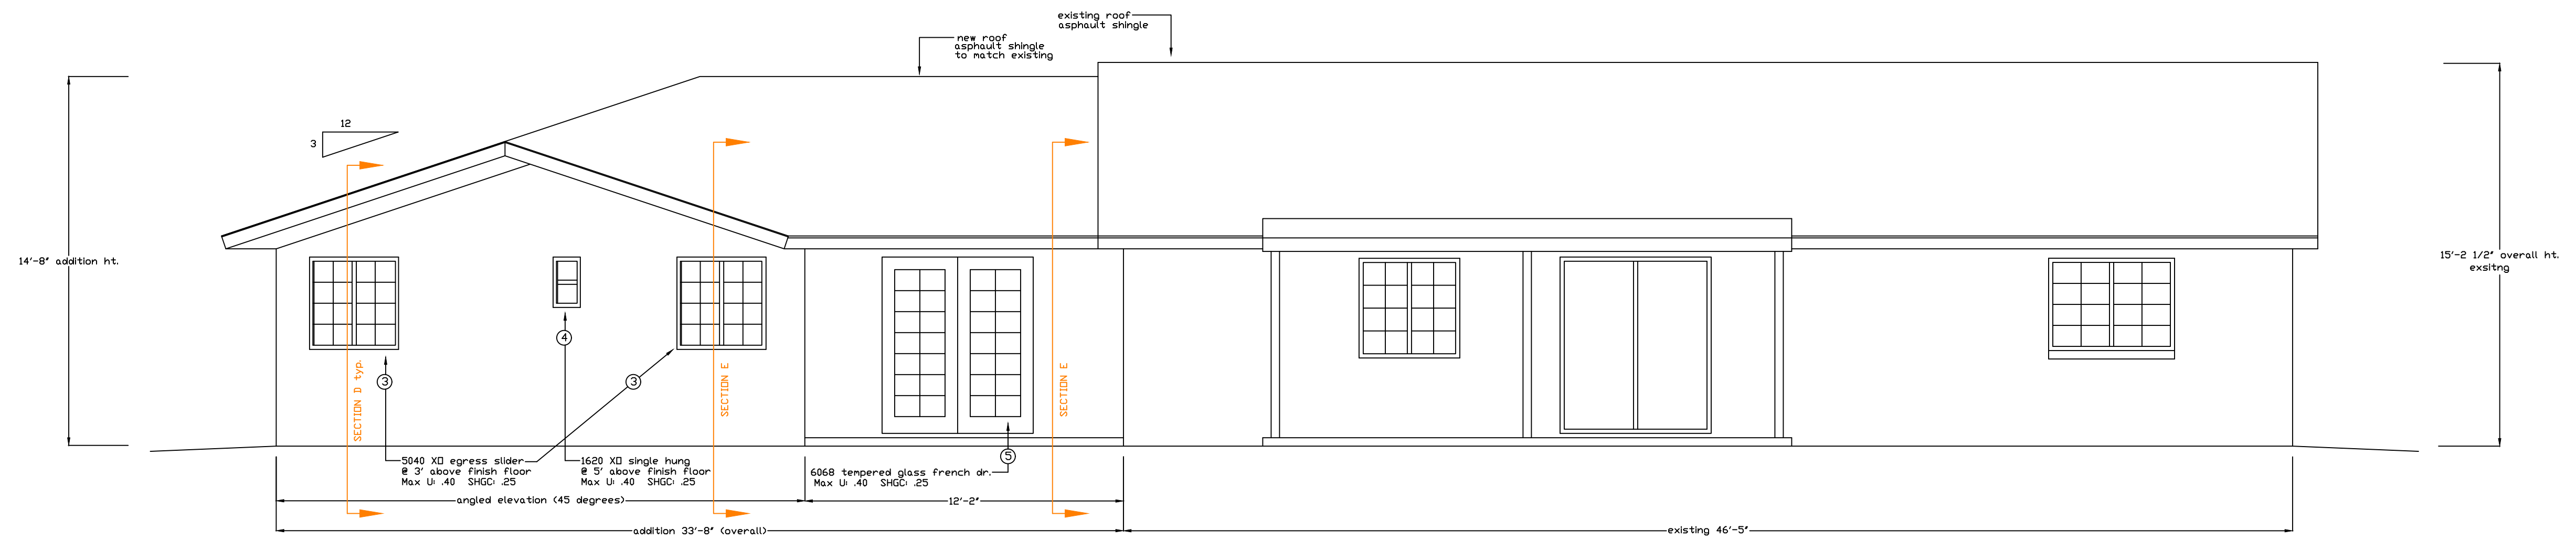 existing roof
asphault shingle
new roof
asphault shingle
to match existing
12
3
14'-8" addition ht.
15'-2 1/2" overall ht.
exsitng
4
3
3
5
SECTION D typ.
SECTION E
SECTION E
5040 XO egress slider
@ 3' above finish floor
Max U: .40 SHGC: .25
1620 XO single hung
@ 5' above finish floor
Max U: .40 SHGC: .25
6068 tempered glass french dr.
Max U: .40 SHGC: .25
angled elevation (45 degrees)
12'-2"
addition 33'-8" (overall)
existing 46'-5"